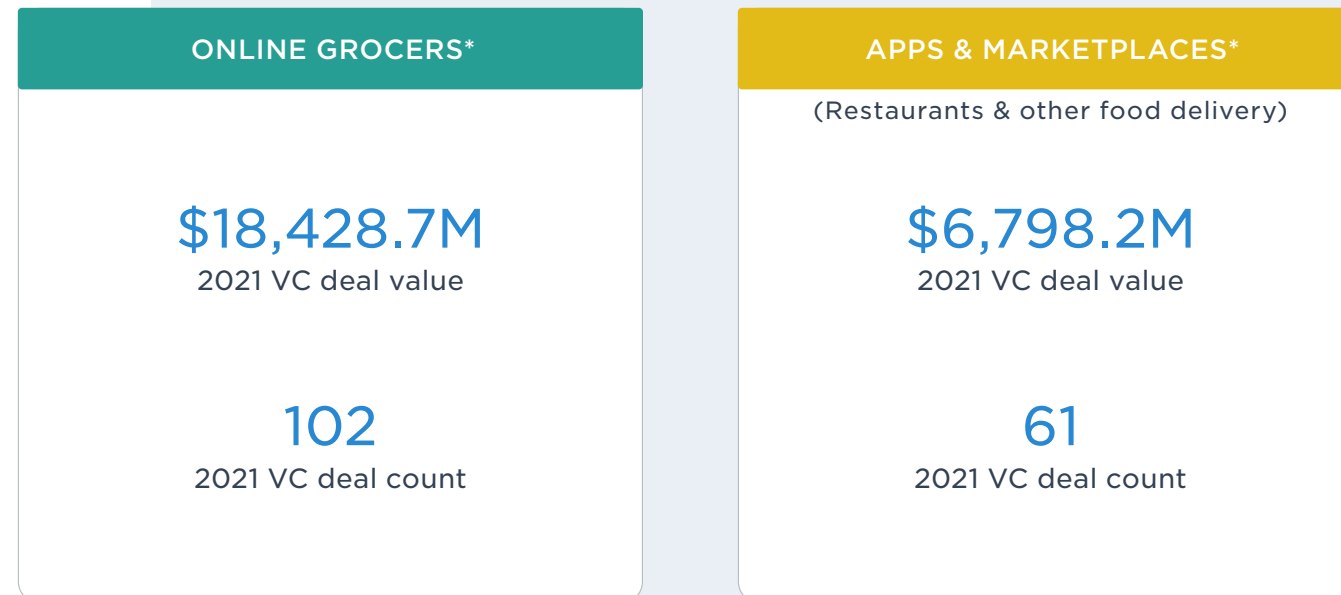 ONLINE GROCERS*
$18,428.7M
2021 VC deal value
102
2021 VC deal count
APPS & MARKETPLACES*
(Restaurants & other food delivery)
$6,798.2M
2021 VC deal value
61
2021 VC deal count